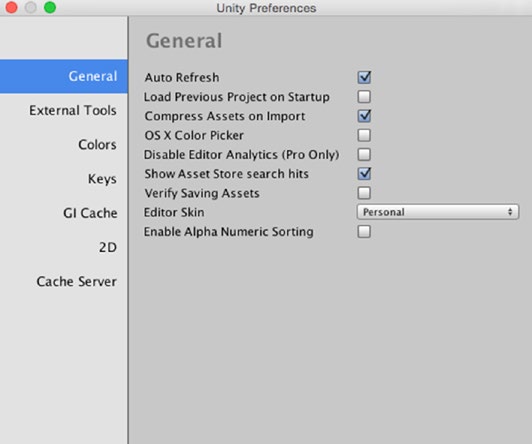 Unity Preferences
General
External Tools
Colors
Keys
GI Cache
2D
Cache Server
General
Auto Refresh
Load Previous Project on Startup
Compress Assets on Import
OS X Color Picker
Disable Editor Analytics (Pro Only)
Show Asset Store search hits
Verify Saving Assets
Editor Skin Personal
Enable Alpha Numeric Sorting